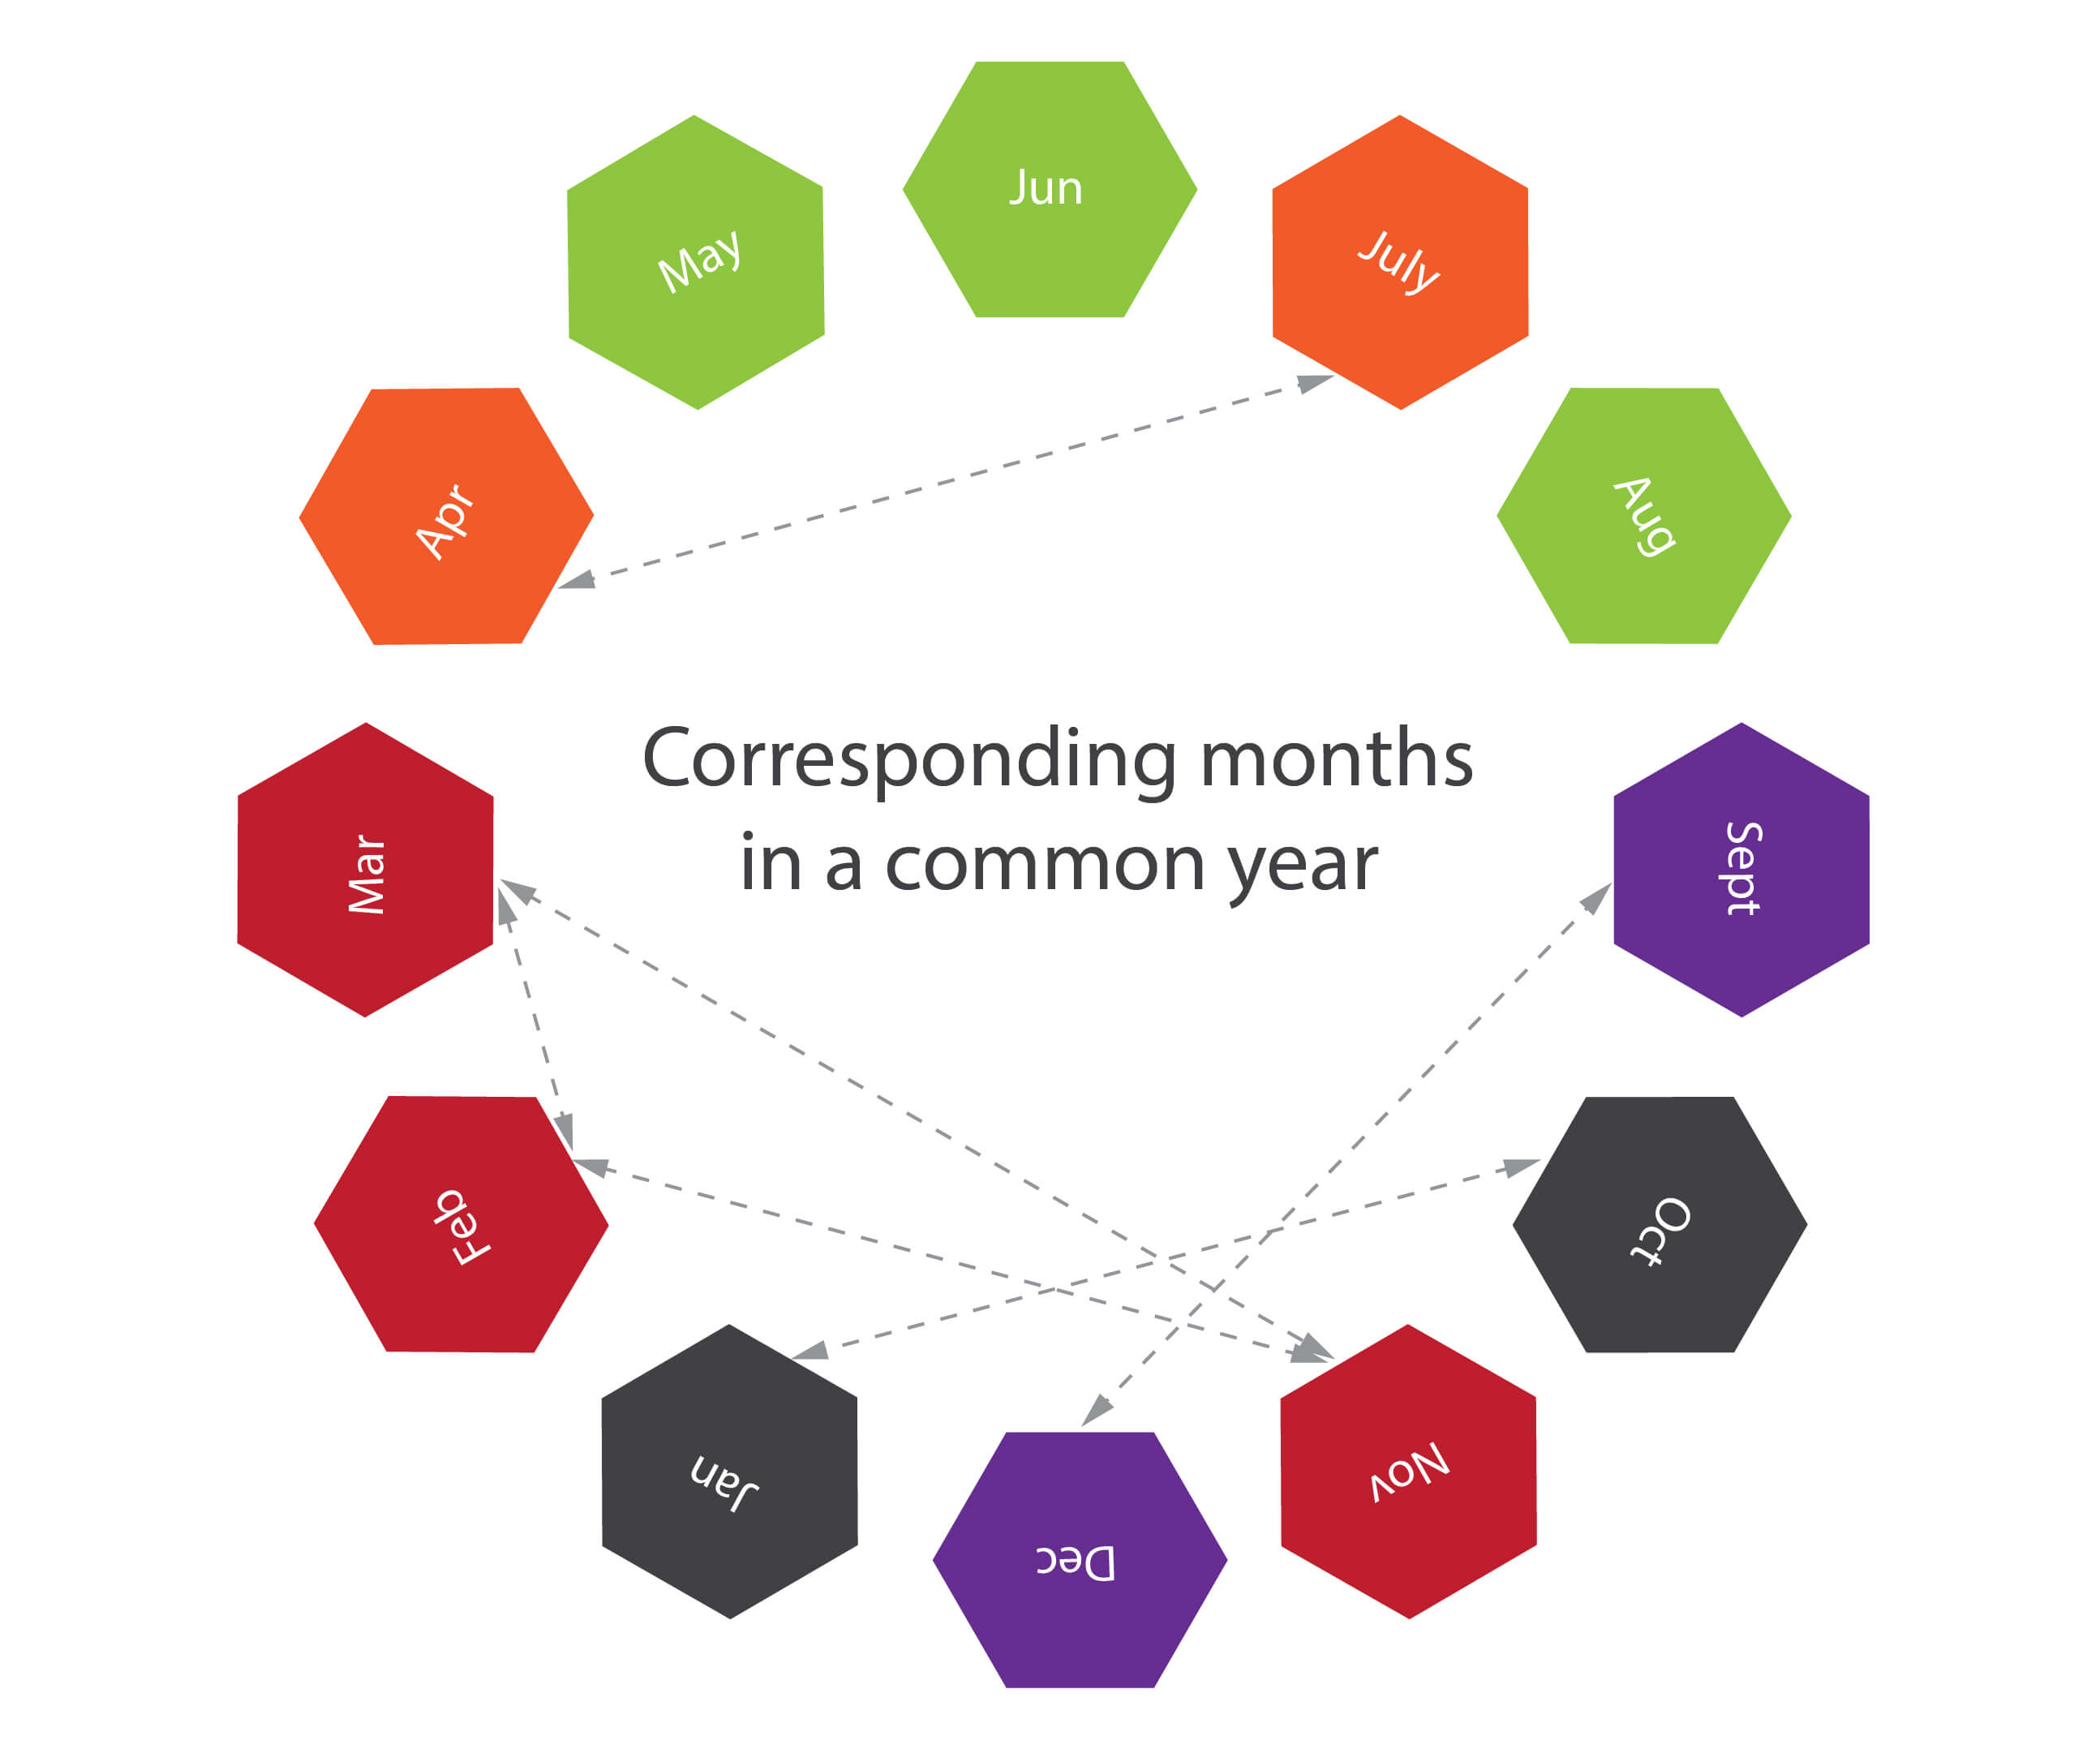 Jun
July
Aug
Sept
Oct
Nov
Dec
Jan
Feb
Mar
Apr
May
Corresponding months
in a common year